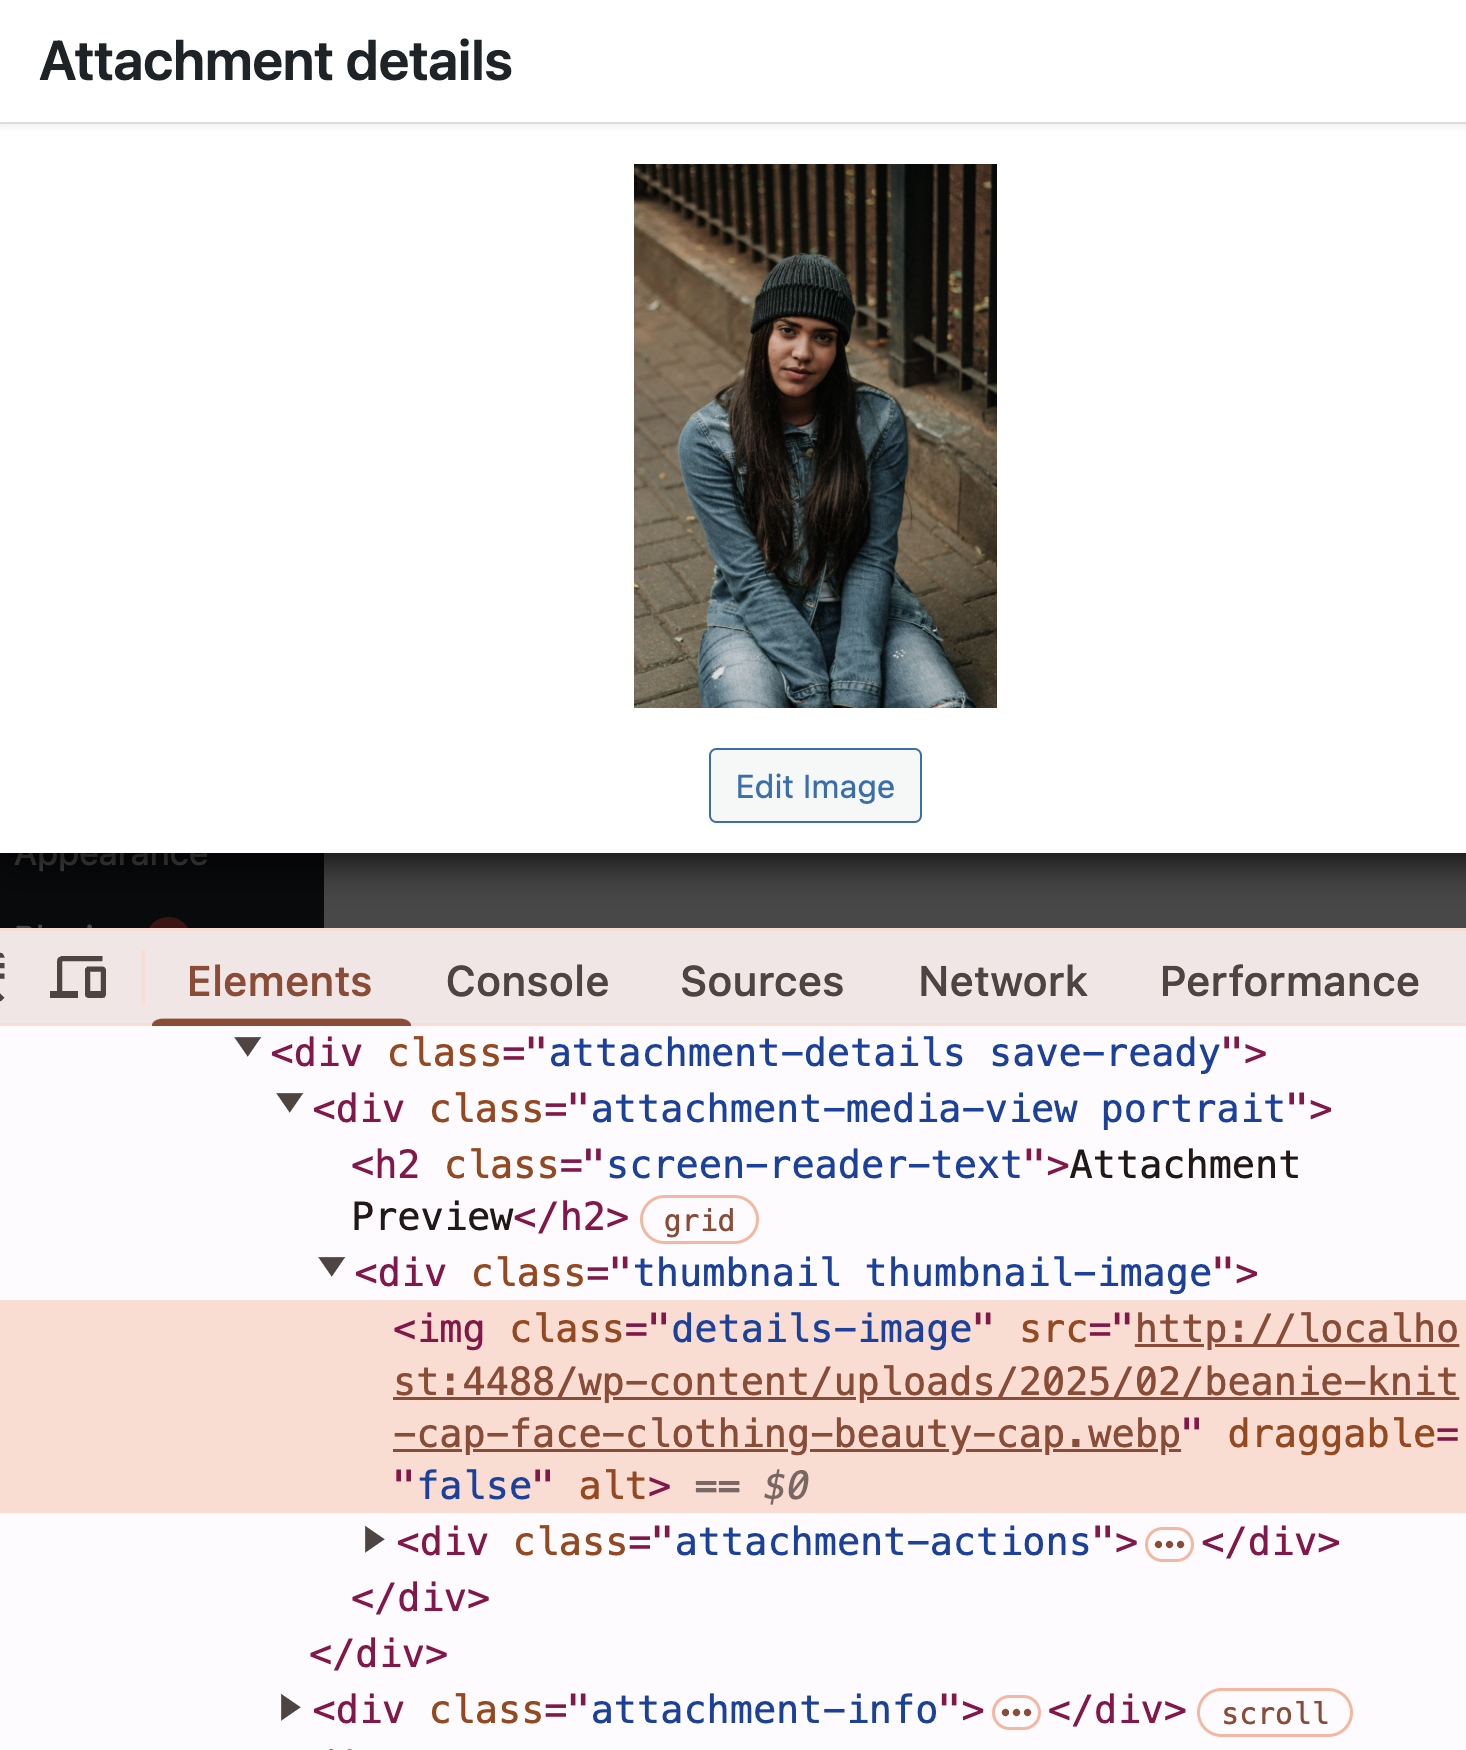 Attachment details
Edit Image
Appearance
Elements Console Sources Network Performance
<div class="attachment-details save-ready">
<div class="attachment-media-view portrait">
<h2 class="screen-reader-text">Attachment
Preview</h2> grid
<div class="thumbnail thumbnail-image">
<img class="details-image" src="http://localho
st:4488/wp-content/uploads/2025/02/beanie-knit
-cap-face-clothing-beauty-cap.webp" draggable=
"false" alt> == $0
<div class="attachment-actions">…</div>
</div>
</div>
<div class="attachment-info">…</div> scroll